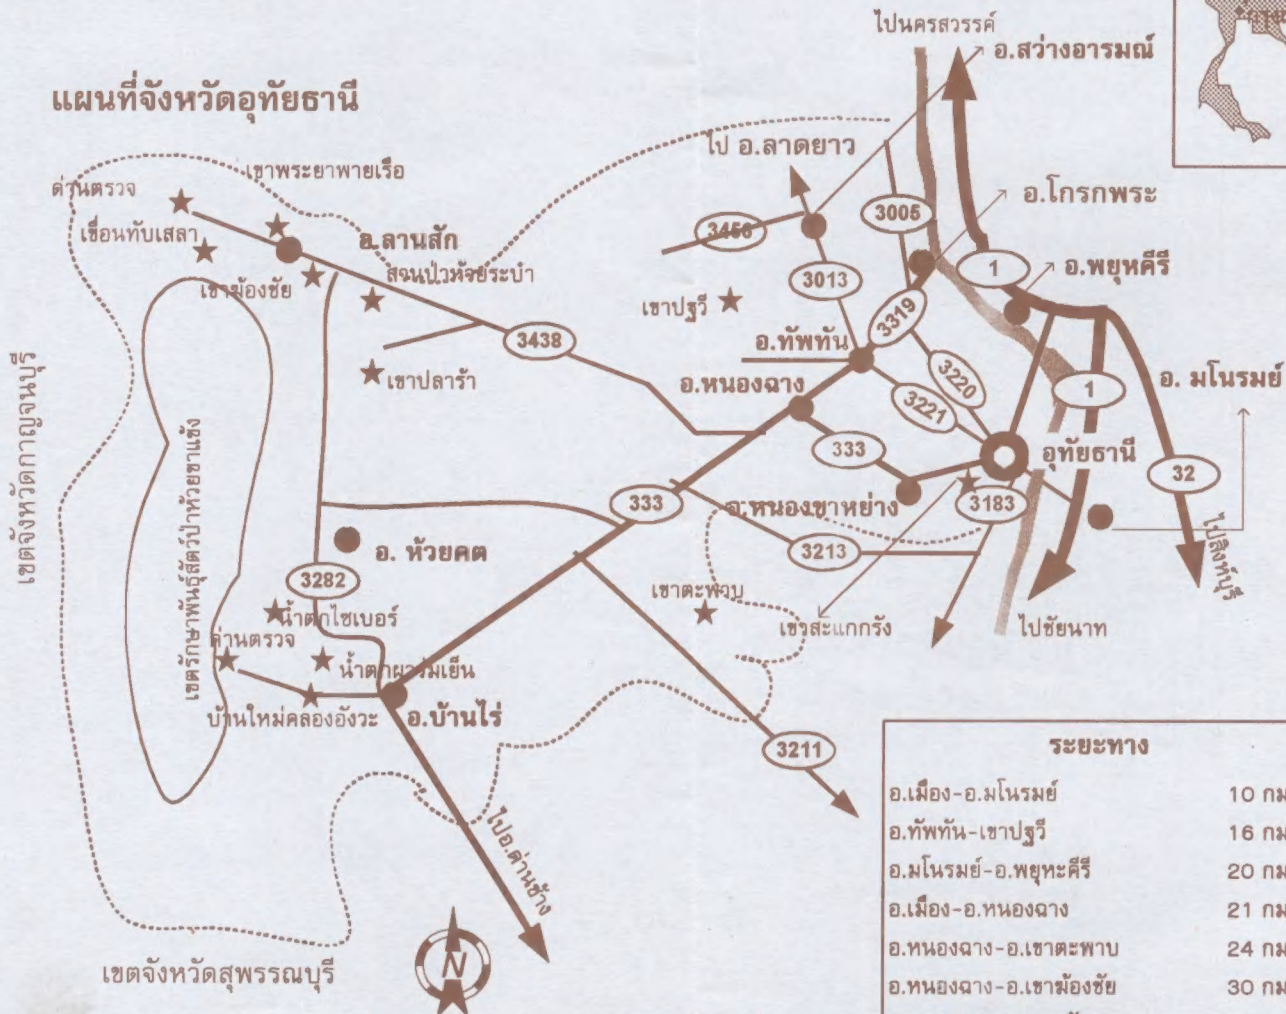 แผนที่จังหวัดอุทัยธานี
ไปนครสวรรค์
อ.สว่างอารมณ์
ไป อ.ลาดยาว
อ.โกรกพระ
เขาพระยาพายเรือ
ด่านตรวจ
เขื่อนทับเสลา
อ.ลานสัก
สวนป่าห้วยระบำ
เขาฆ้องชัย
3456
3005
3013
1
อ.พยุหคีรี
เขาปฐวี
3319
อ.ทัพทัน
3438
เขาปลาร้า
อ.หนองฉาง
3220
3221
1
อ. มโนรมย์
เขตจังหวัดกาญจนบุรี
เขตรักษาพันธุ์สัตว์ป่าห้วยขาแข้ง
333
อุทัยธานี
32
333
อ.หนองขาหย่าง
3183
อ. ห้วยคต
3213
ไปสิงห์บุรี
3282
เขาตะพาบ
น้ำตกไซเบอร์
เขาสะแกกรัง
ไปชัยนาท
ด่านตรวจ
น้ำตกผาร่มเย็น
บ้านใหม่คลองอังวะ
อ.บ้านไร่
3211
ไปอ.ด่านช้าง
N
เขตจังหวัดสุพรรณบุรี
ระยะทาง
อ.เมือง-อ.มโนรมย์ 10 กม
อ.ทัพทัน-เขาปฐวี 16 กม
อ.มโนรมย์-อ.พยุหะคีรี 20 กม
อ.เมือง-อ.หนองฉาง 21 กม
อ.หนองฉาง-อ.เขาตะพาบ 24 กม
อ.หนองฉาง-อ.เขาฆ้องชัย 30 กม